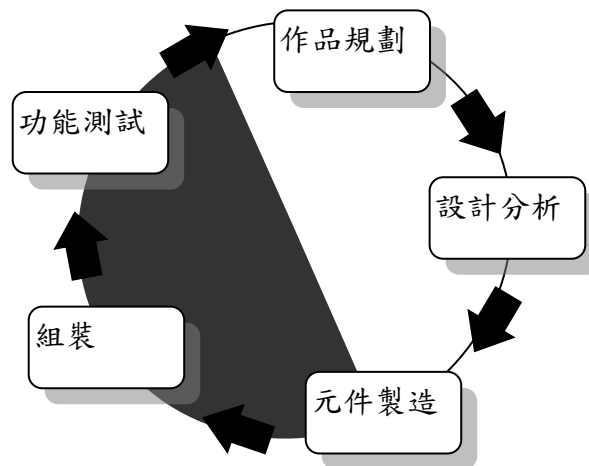 作品規劃
設計分析
元件製造
組裝
功能測試